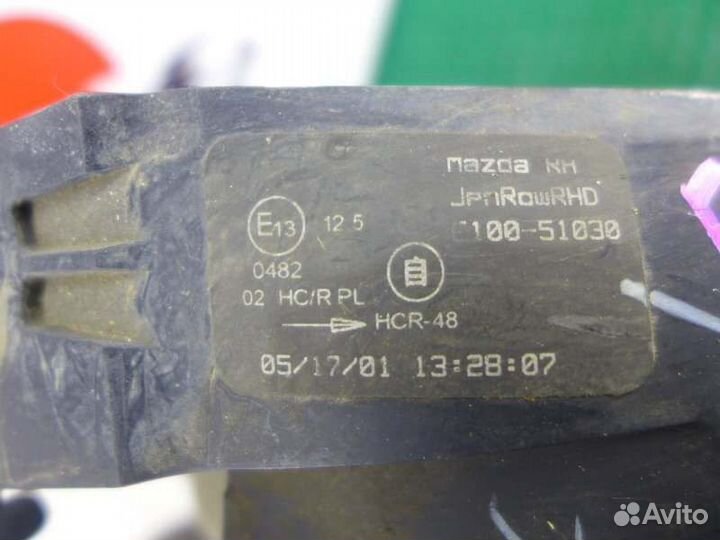 Mazda RH
JpnRowRHD
100-51030
E13
12.5
0482
自
02 HC/R PL
HCR-48
05/17/01 13:28:07
Avito